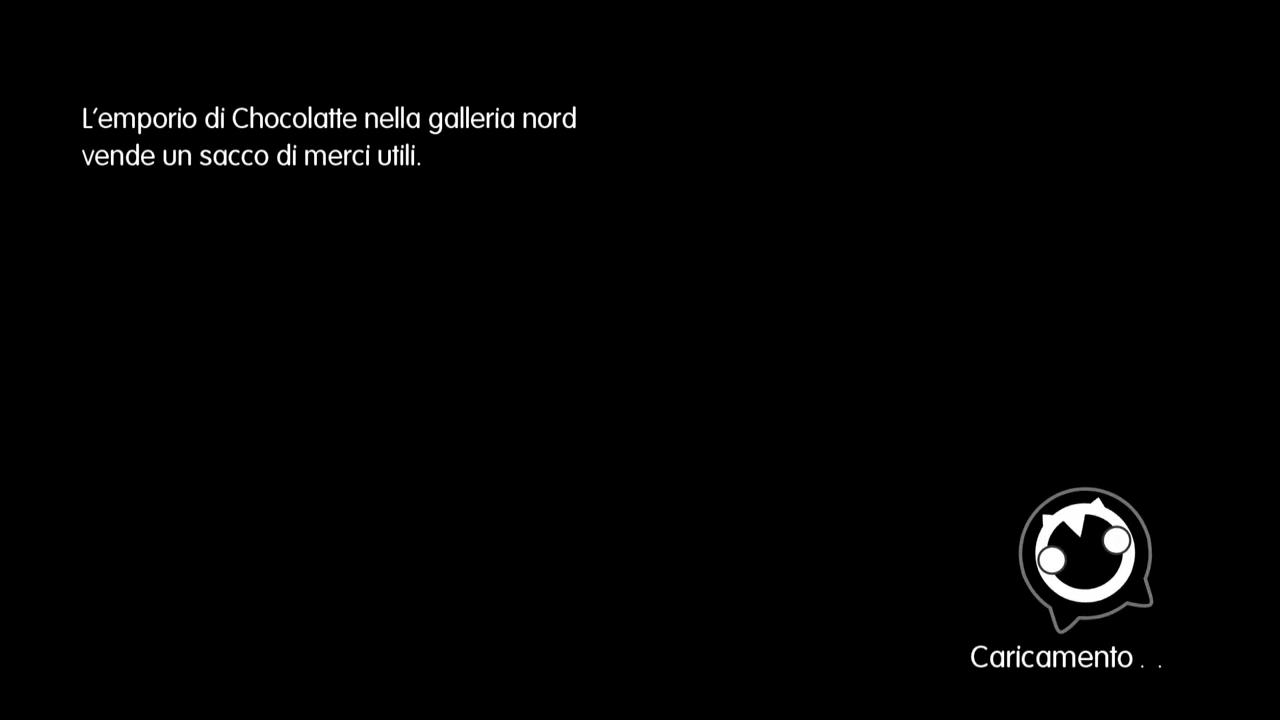 L'emporio di Chocolatte nella galleria nord
vende un sacco di merci utili.
Caricamento . .